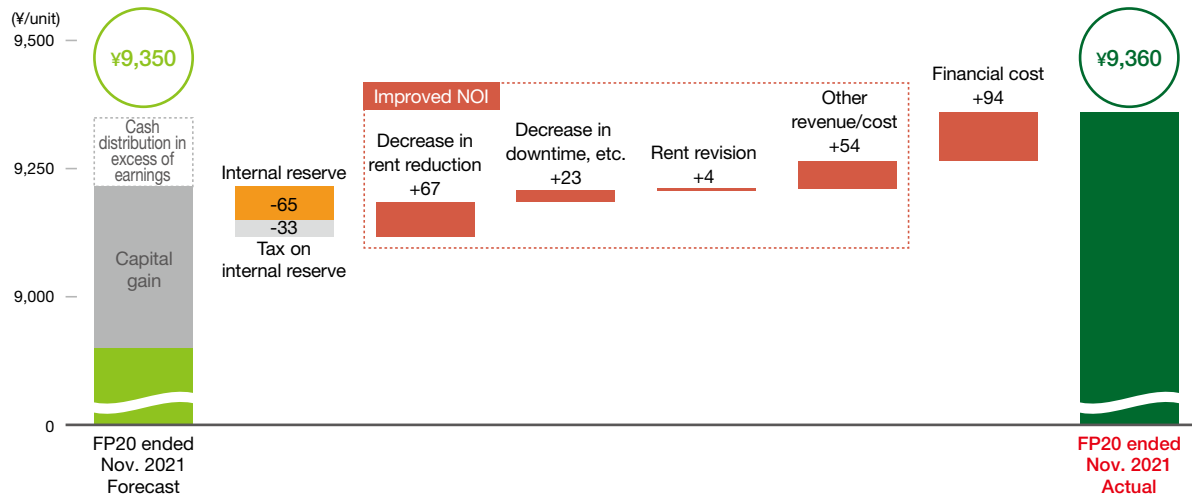 (¥/unit)
9,500
9,250
9,000
0
¥9,350
Cash
distribution in
excess of
earnings
Capital
gain
FP20 ended
Nov. 2021
Forecast
Internal reserve
-65
-33
Tax on
internal reserve
Improved NOI
Decrease in
rent reduction
+67
Decrease in
downtime, etc.
+23
Rent revision
+4
Other
revenue/cost
+54
Financial cost
+94
¥9,360
FP20 ended
Nov. 2021
Actual